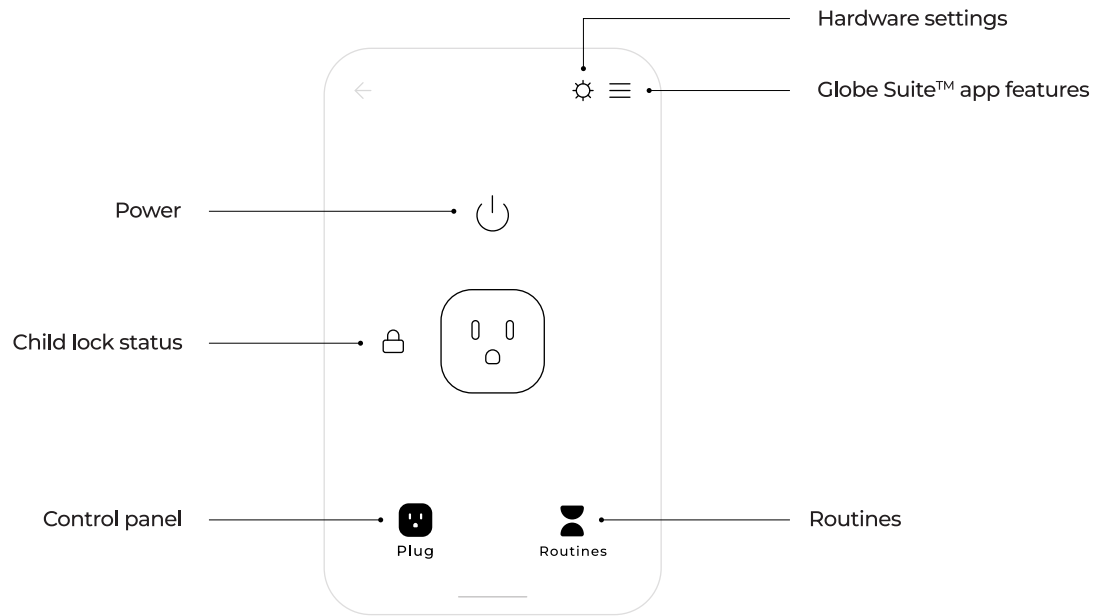 Hardware settings
Globe Suite™ app features
Power
Child lock status
Control panel
Routines
Plug
Routines